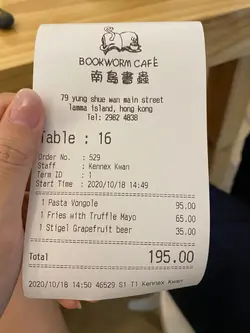 BOOKWORM CAFÉ
南島書蟲
79 yung shue wan main street
lamma island, hong kong
Tel: 2982 4838
Table : 16
Order No. : 529
Staff : Kennex Kwan
Term ID : 1
Start Time : 2020/10/18 14:49
1 Pasta Vongole 95.00
1 Fries with Truffle Mayo 65.00
1 Stigel Grapefruit beer 35.00
Total 195.00
2020/10/18 14:50 46529 S1 T1 Kennex Kwan